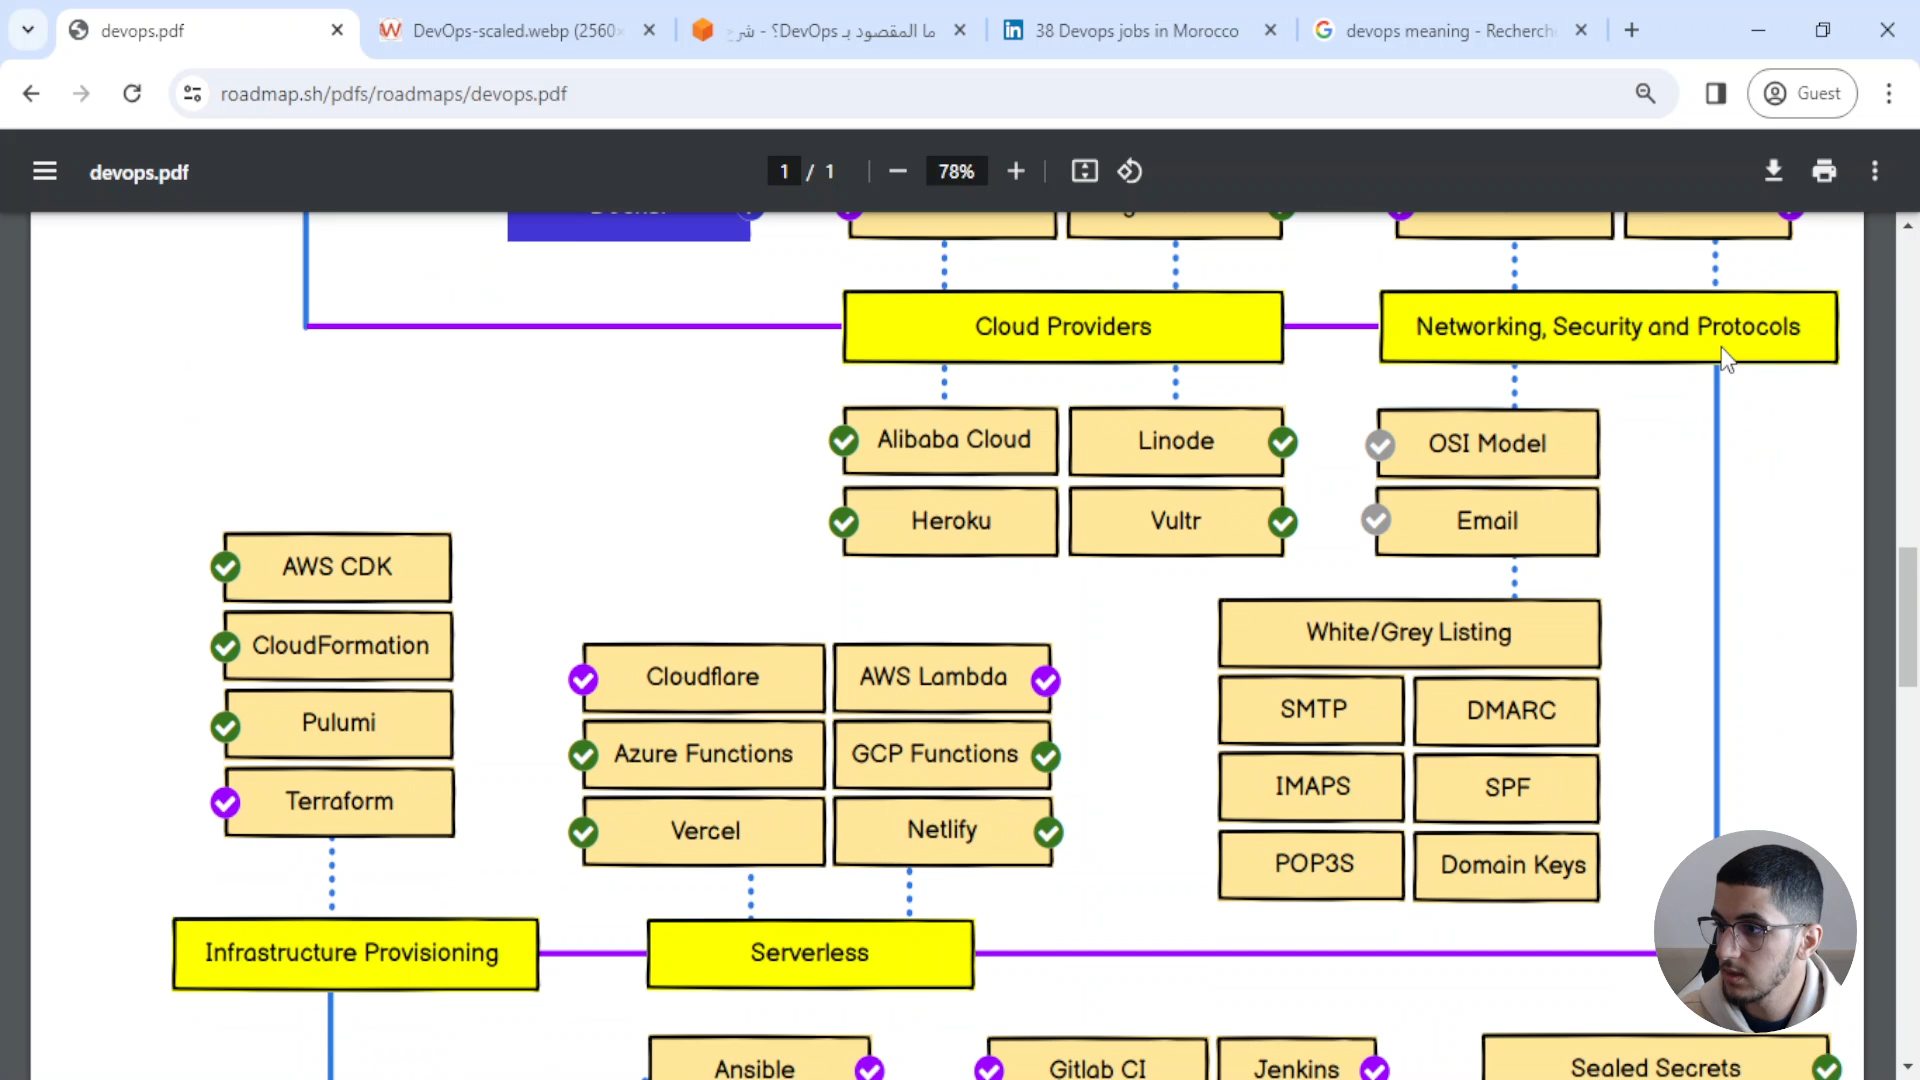 devops.pdf
DevOps-scaled.webp (2560×
ما المقصود بـ DevOps؟ - شرح
38 Devops jobs in Morocco
devops meaning - Recherch
roadmap.sh/pdfs/roadmaps/devops.pdf
Guest
devops.pdf
1 / 1
78%
Cloud Providers
Networking, Security and Protocols
Alibaba Cloud
Linode
OSI Model
Heroku
Vultr
Email
AWS CDK
CloudFormation
Pulumi
Terraform
Cloudflare
AWS Lambda
Azure Functions
GCP Functions
Vercel
Netlify
White/Grey Listing
SMTP
DMARC
IMAPS
SPF
POP3S
Domain Keys
Infrastructure Provisioning
Serverless
Ansible
Gitlab CI
Jenkins
Sealed Secrets